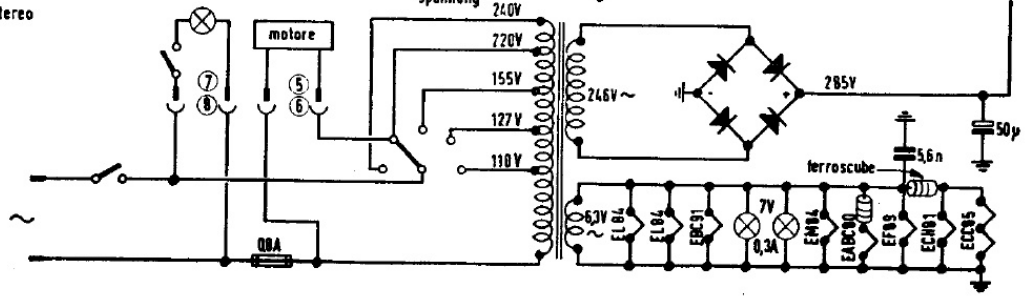 stereo
spannung
240V
motore
220V
7
8
5
6
155V
127V
110V
246V ~
-
+
285V
50µ
5,6n
ferroscube
~
0,8A
6,3V ~
EL84
EL84
EBC91
7V
0,3A
EM84
EABC80
EF89
ECH81
ECC85